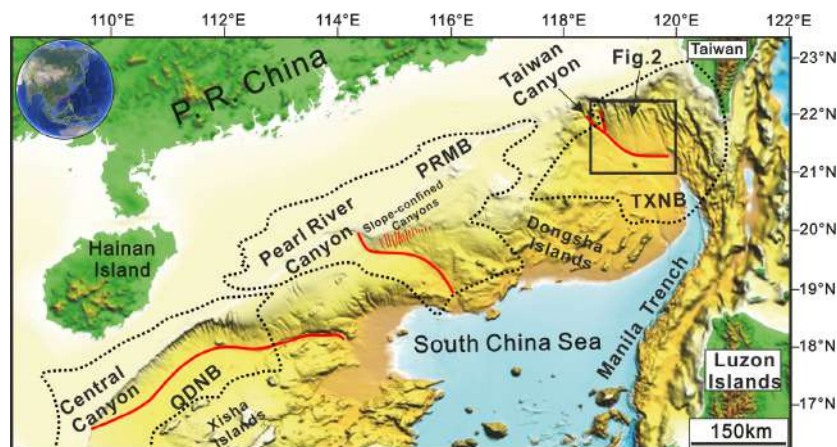 110°E
114°E
116°E
118°E
120°E
122°E
P. R. China
Taiwan
Canyon
Fig.2
Taiwan
23°N
22°N
21°N
20°N
19°N
18°N
17°N
PRMB
TXNB
Slope-confined
Canyons
Pearl River
Canyon
Dongsha
Islands
Hainan
Island
Manila Trench
South China Sea
Central
Canyon
QDNB
Xisha
Islands
Luzon
Islands
150km